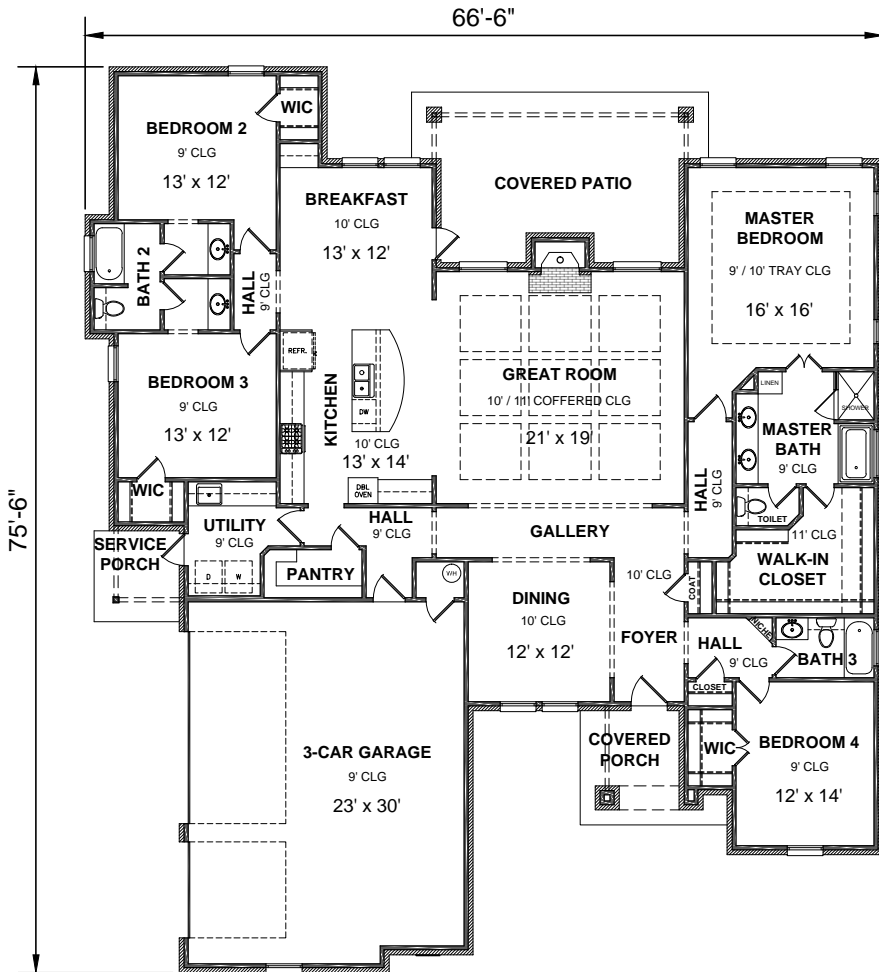 66'-6"
75'-6"
WIC
BEDROOM 2
9' CLG
13' x 12'
BREAKFAST
10' CLG
13' x 12'
COVERED PATIO
MASTER
BEDROOM
9' / 10' TRAY CLG
16' x 16'
BATH 2
HALL
9' CLG
REFR.
BEDROOM 3
9' CLG
13' x 12'
KITCHEN
DW
10' CLG
13' x 14'
GREAT ROOM
10' / 11' COFFERED CLG
21' x 19'
LINEN
SHOWER
MASTER
BATH
9' CLG
HALL
9' CLG
DBL
OVEN
WIC
UTILITY
9' CLG
D
W
SERVICE
PORCH
HALL
9' CLG
PANTRY
WH
GALLERY
TOILET
11' CLG
WALK-IN
CLOSET
10' CLG
COAT
DINING
10' CLG
12' x 12'
FOYER
HALL
9' CLG
NICHE
BATH 3
CLOSET
3-CAR GARAGE
9' CLG
23' x 30'
COVERED
PORCH
WIC
BEDROOM 4
9' CLG
12' x 14'